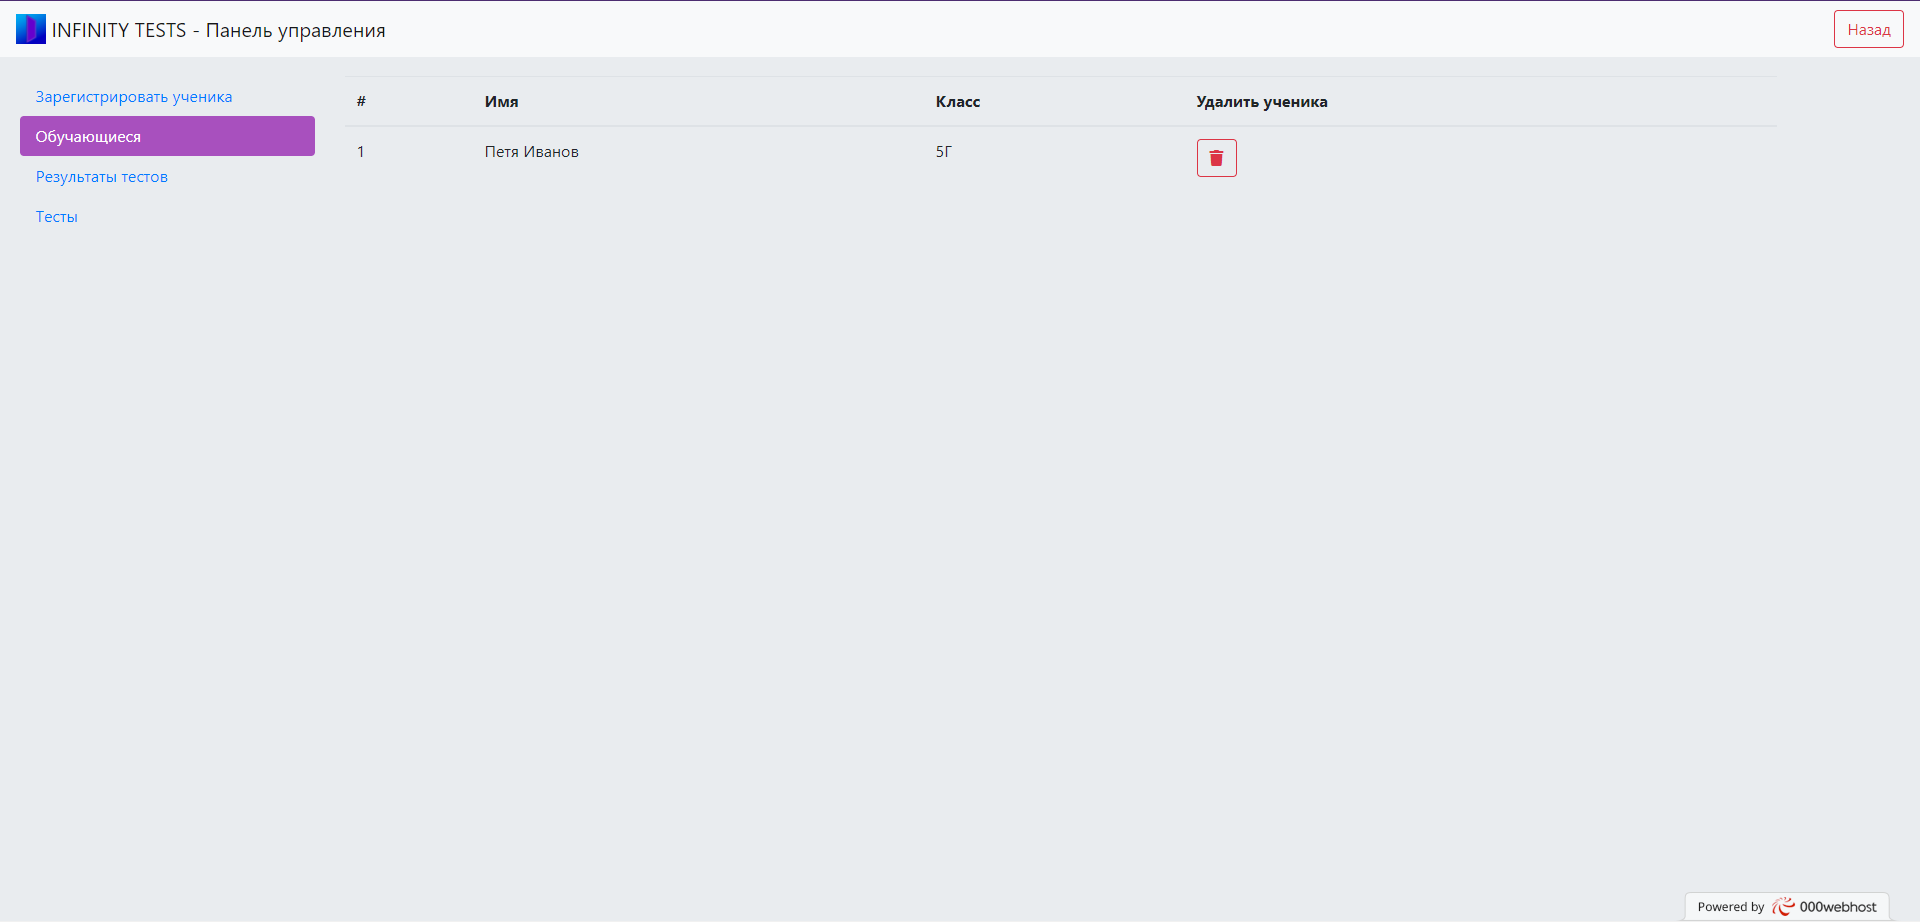 INFINITY TESTS - Панель управления
Назад
Зарегистрировать ученика
Обучающиеся
Результаты тестов
Тесты
# Имя Класс Удалить ученика
1 Петя Иванов 5Г
Powered by 000webhost